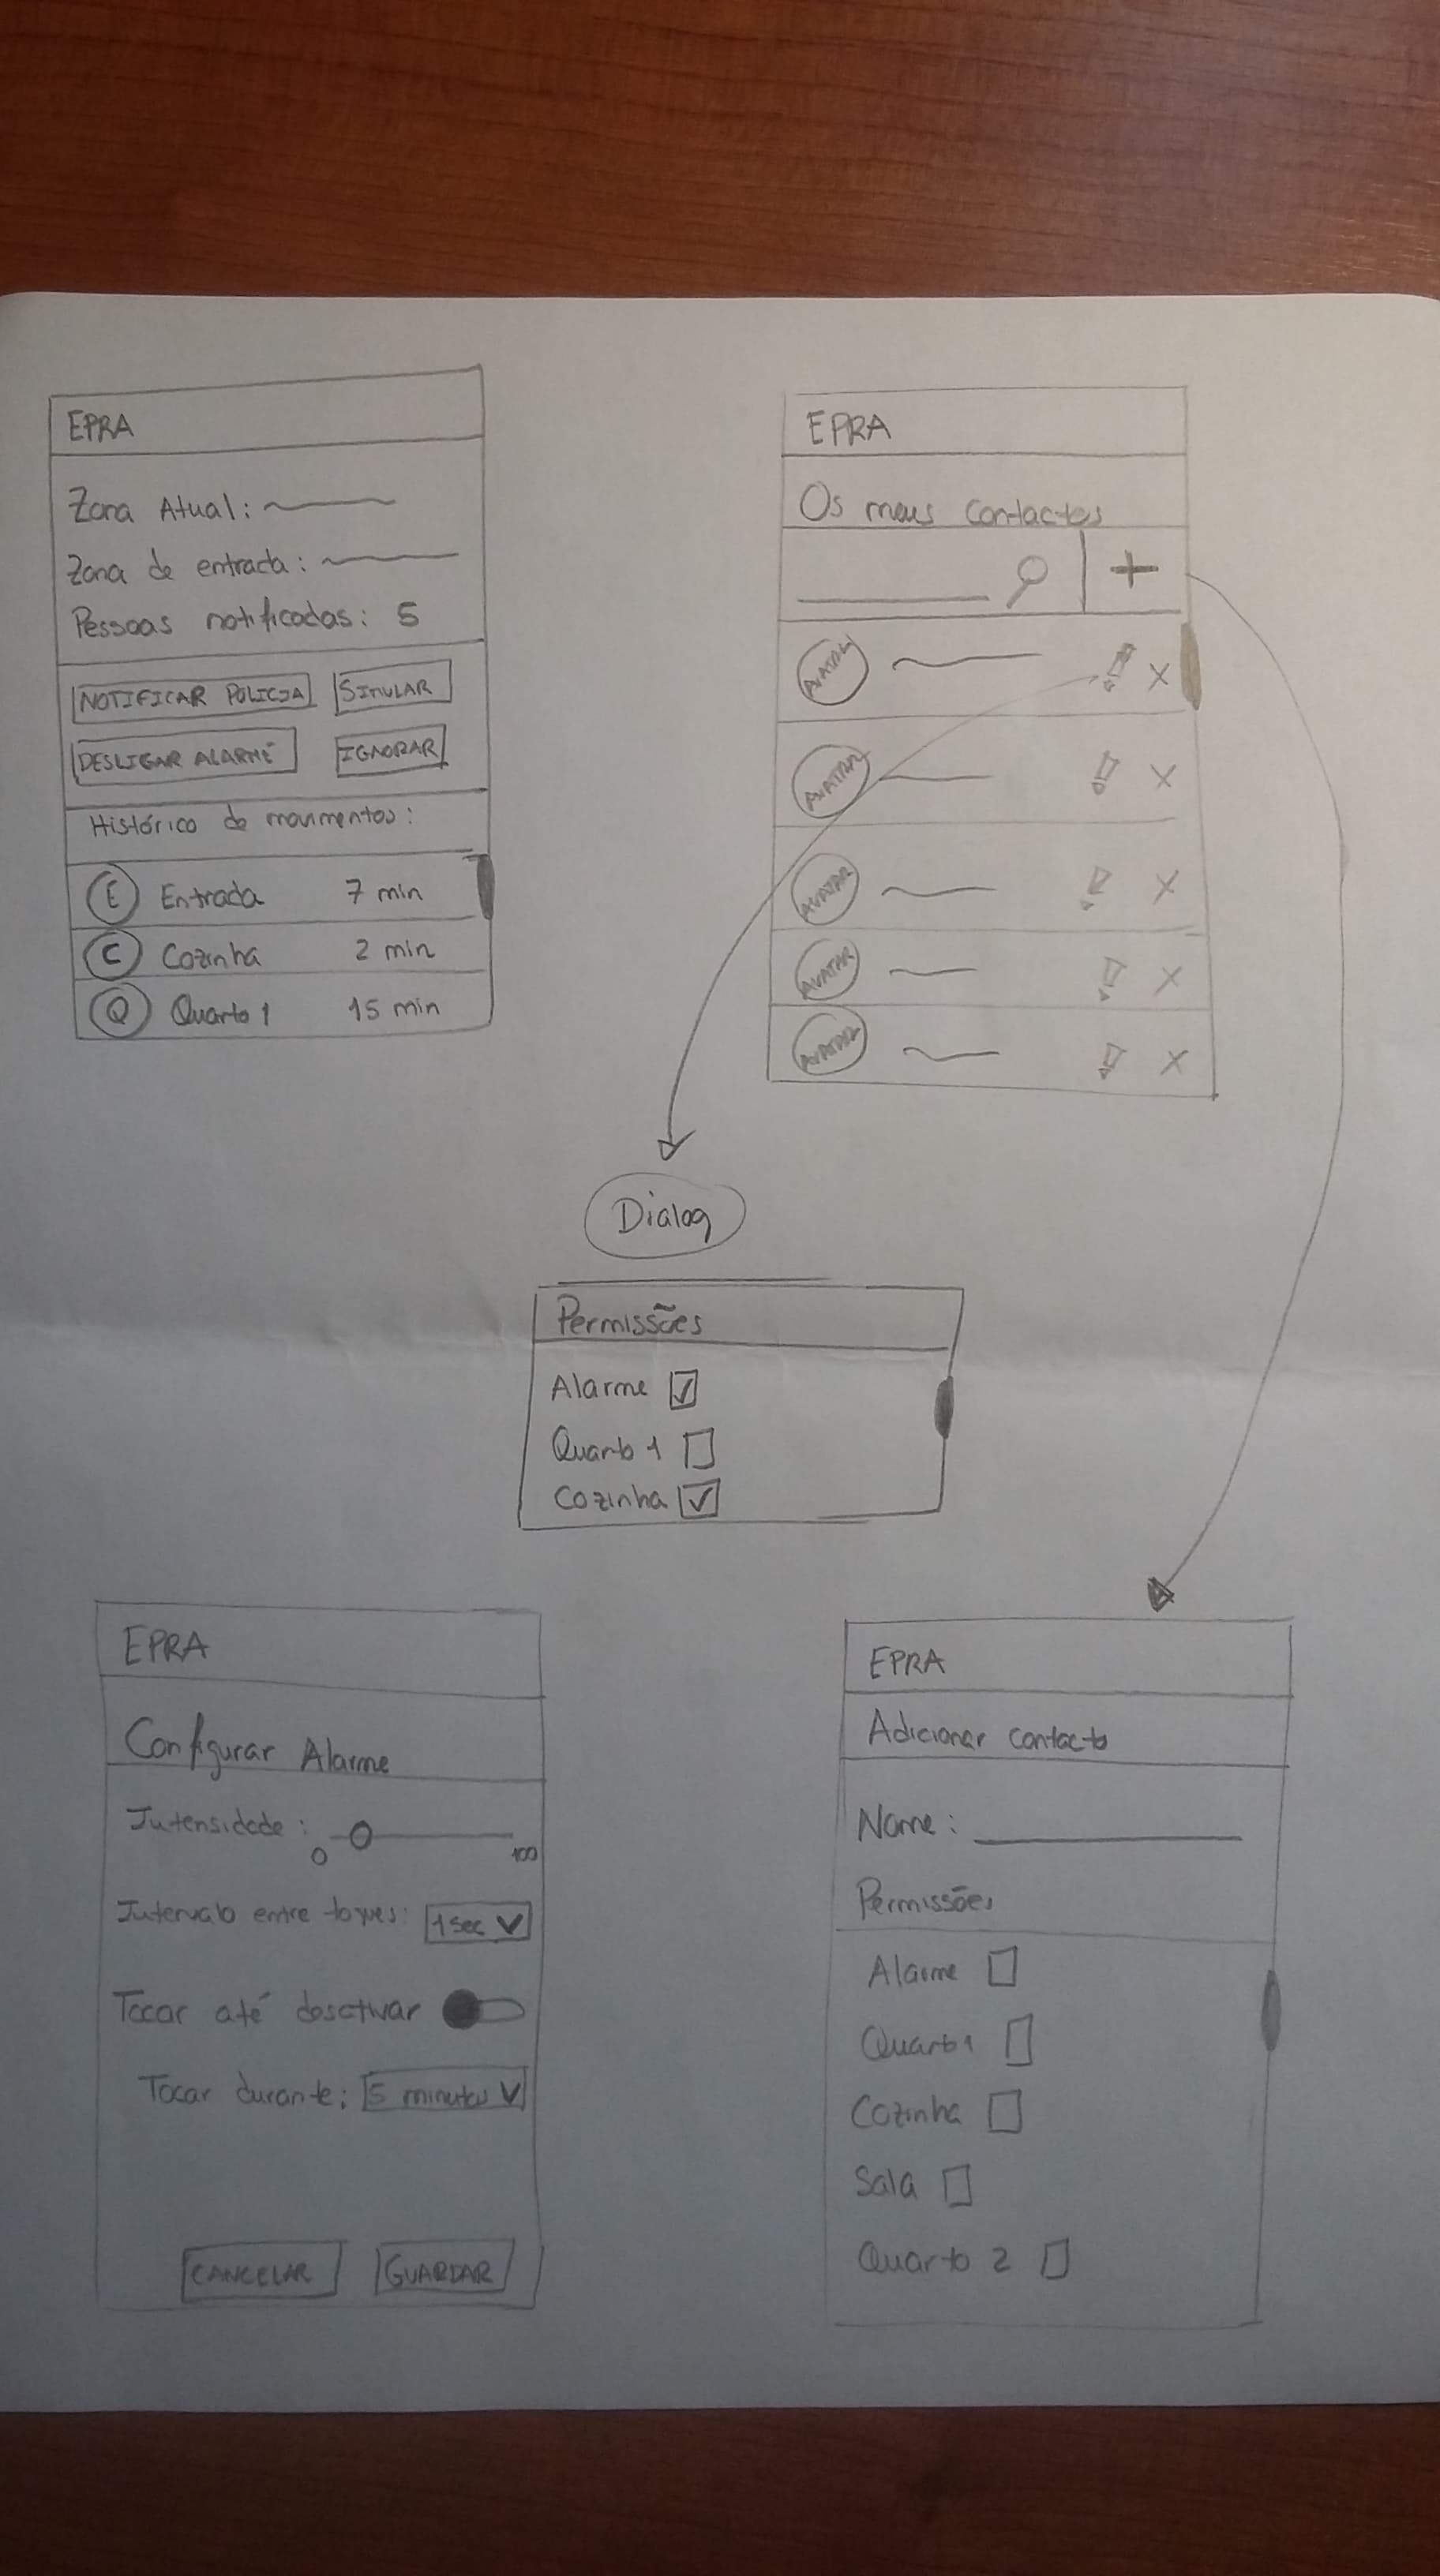 EPRA
Zona Atual:
Zona de entrada:
Pessoas notificadas: 5
NOTIFICAR POLICIA
SIMULAR
DESLIGAR ALARME
IGNORAR
Histórico de movimentos:
E Entrada 7 min
C Cozinha 2 min
Q Quarto 1 15 min
EPRA
Os meus contactos
+
AVATAR X
AVATAR X
AVATAR X
AVATAR X
AVATAR X
Dialog
Permissões
Alarme
Quarto 1
Cozinha
EPRA
Configurar Alarme
Intensidade:
0 100
Intervalo entre toques: 1 sec
Tocar até desativar
Tocar durante: 5 minutos
CANCELAR GUARDAR
EPRA
Adicionar contacto
Nome:
Permissões
Alarme
Quarto 1
Cozinha
Sala
Quarto 2